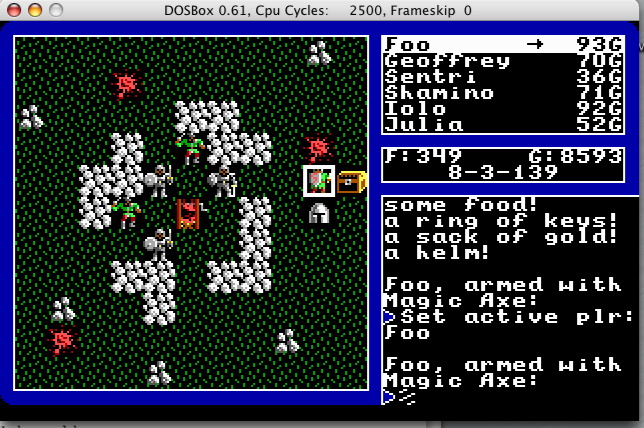 DOSBox 0.61, Cpu Cycles: 2500, Frameskip 0
Foo → 93G
Geoffrey 70G
Sentri 36G
Shamino 71G
Iolo 92G
Julia 52G
F:349 G:8593
8-3-139
some food!
a ring of keys!
a sack of gold!
a helm!
Foo, armed with
Magic Axe:
Set active plr:
Foo
Foo, armed with
Magic Axe: